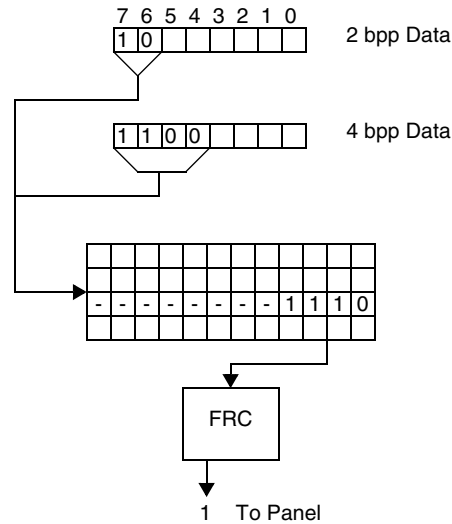 7 6 5 4 3 2 1 0
1 0 2 bpp Data
1 1 0 0 4 bpp Data
- - - - - - - - 1 1 1 0
FRC
1 To Panel